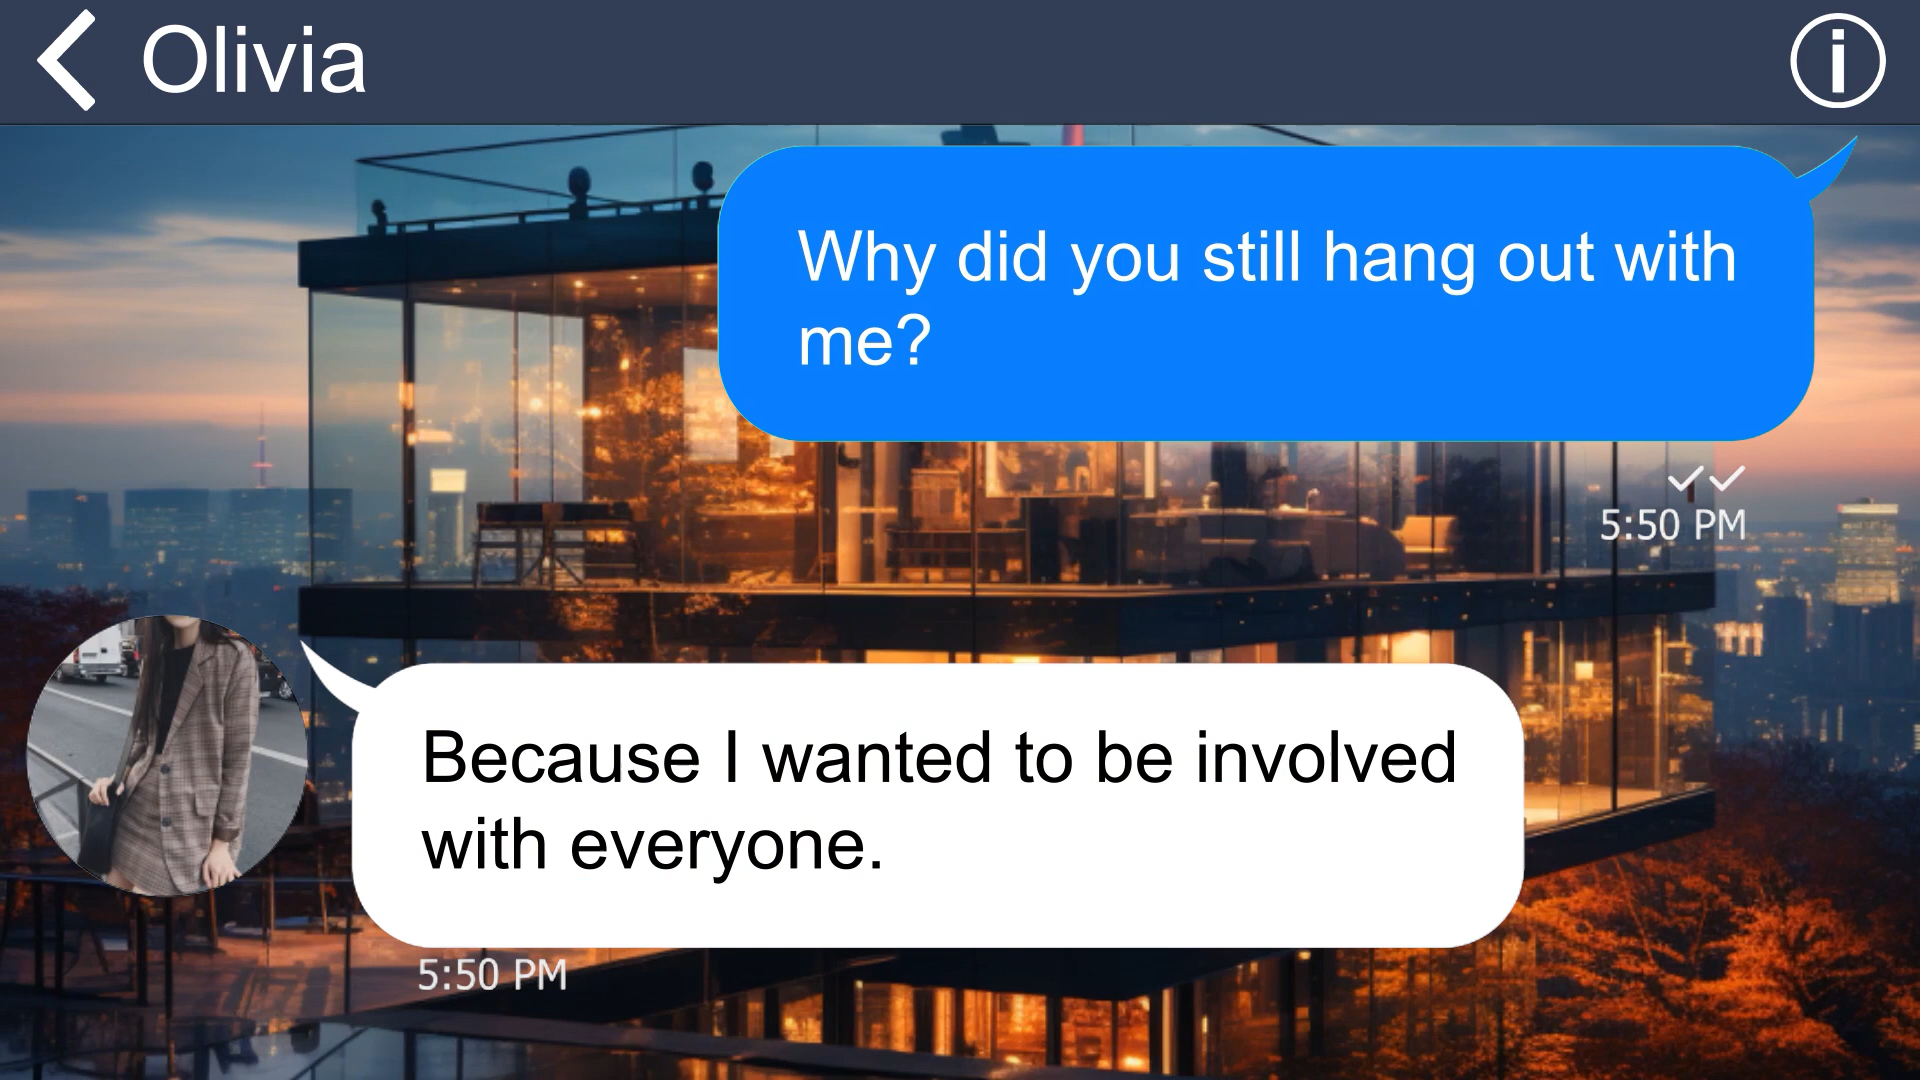 Olivia
Why did you still hang out with
me?
5:50 PM
Because I wanted to be involved
with everyone.
5:50 PM